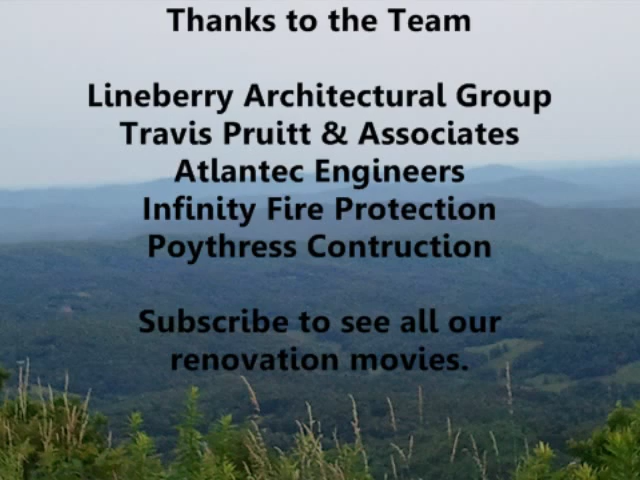 Thanks to the Team
Lineberry Architectural Group
Travis Pruitt & Associates
Atlantec Engineers
Infinity Fire Protection
Poythress Contruction
Subscribe to see all our
renovation movies.